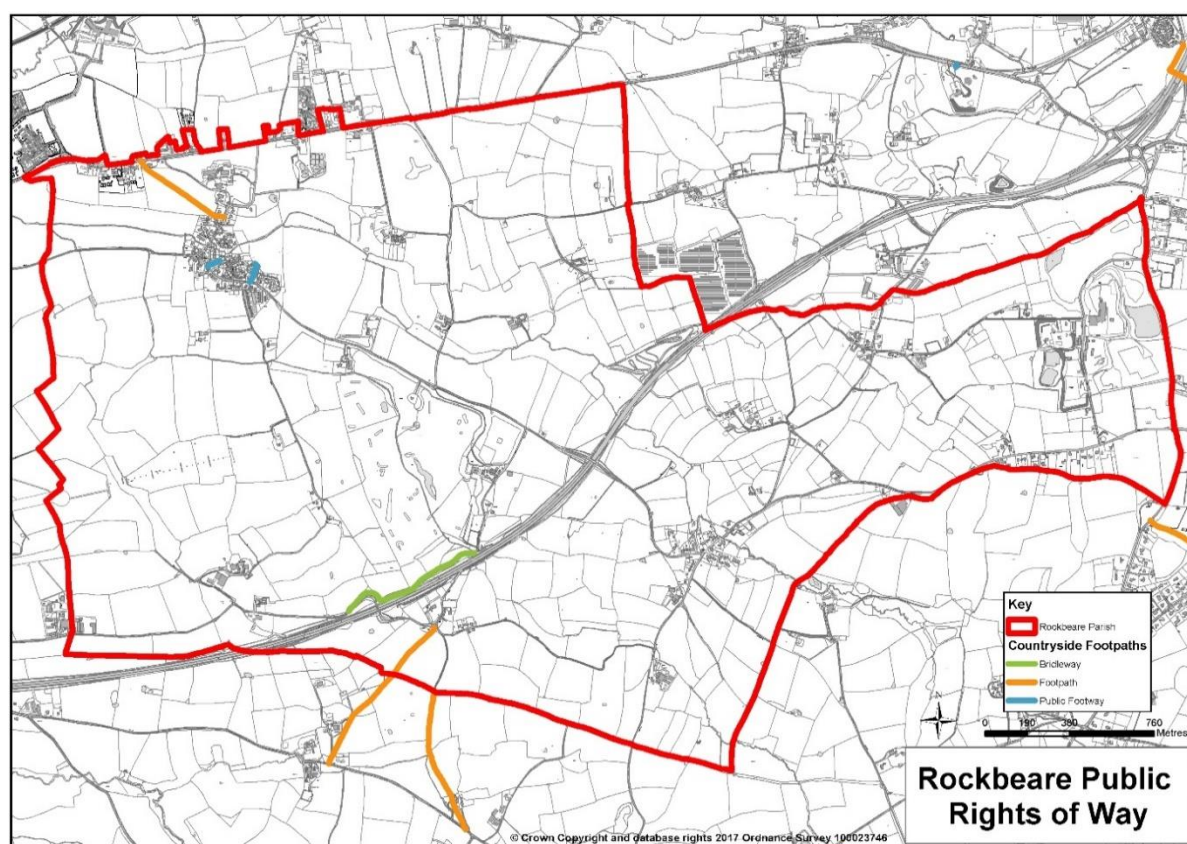 Key
Rockbeare Parish
Countryside Footpaths
Bridleway
Footpath
Public Footway
N
0 190 380 760
Metres
Rockbeare Public
Rights of Way
© Crown Copyright and database rights 2017 Ordnance Survey 100023746